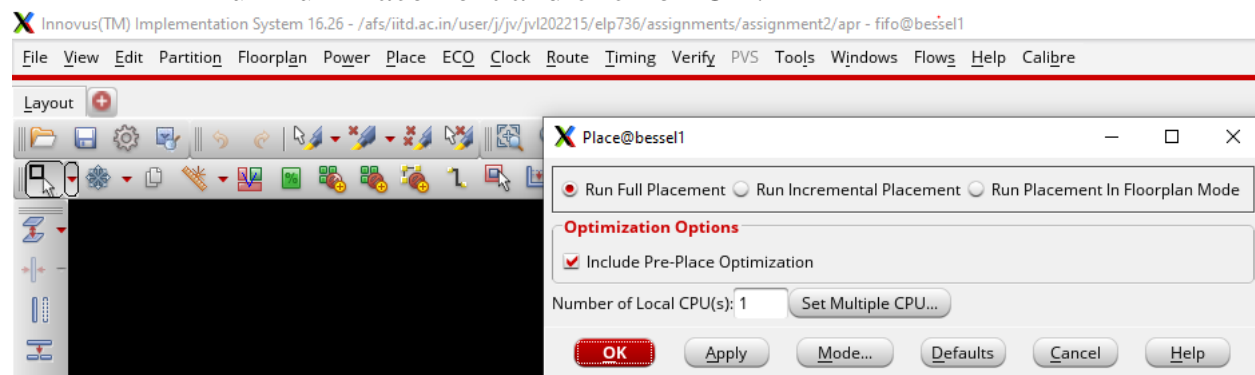 Innovus(TM) Implementation System 16.26 - /afs/iitd.ac.in/user/j/jv/jvl202215/elp736/assignments/assignment2/apr - fifo@bessel1
File View Edit Partition Floorplan Power Place ECO Clock Route Timing Verify PVS Tools Windows Flows Help Calibre
Layout
Place@bessel1
Run Full Placement Run Incremental Placement Run Placement In Floorplan Mode
Optimization Options
Include Pre-Place Optimization
Number of Local CPU(s): 1 Set Multiple CPU...
OK Apply Mode... Defaults Cancel Help